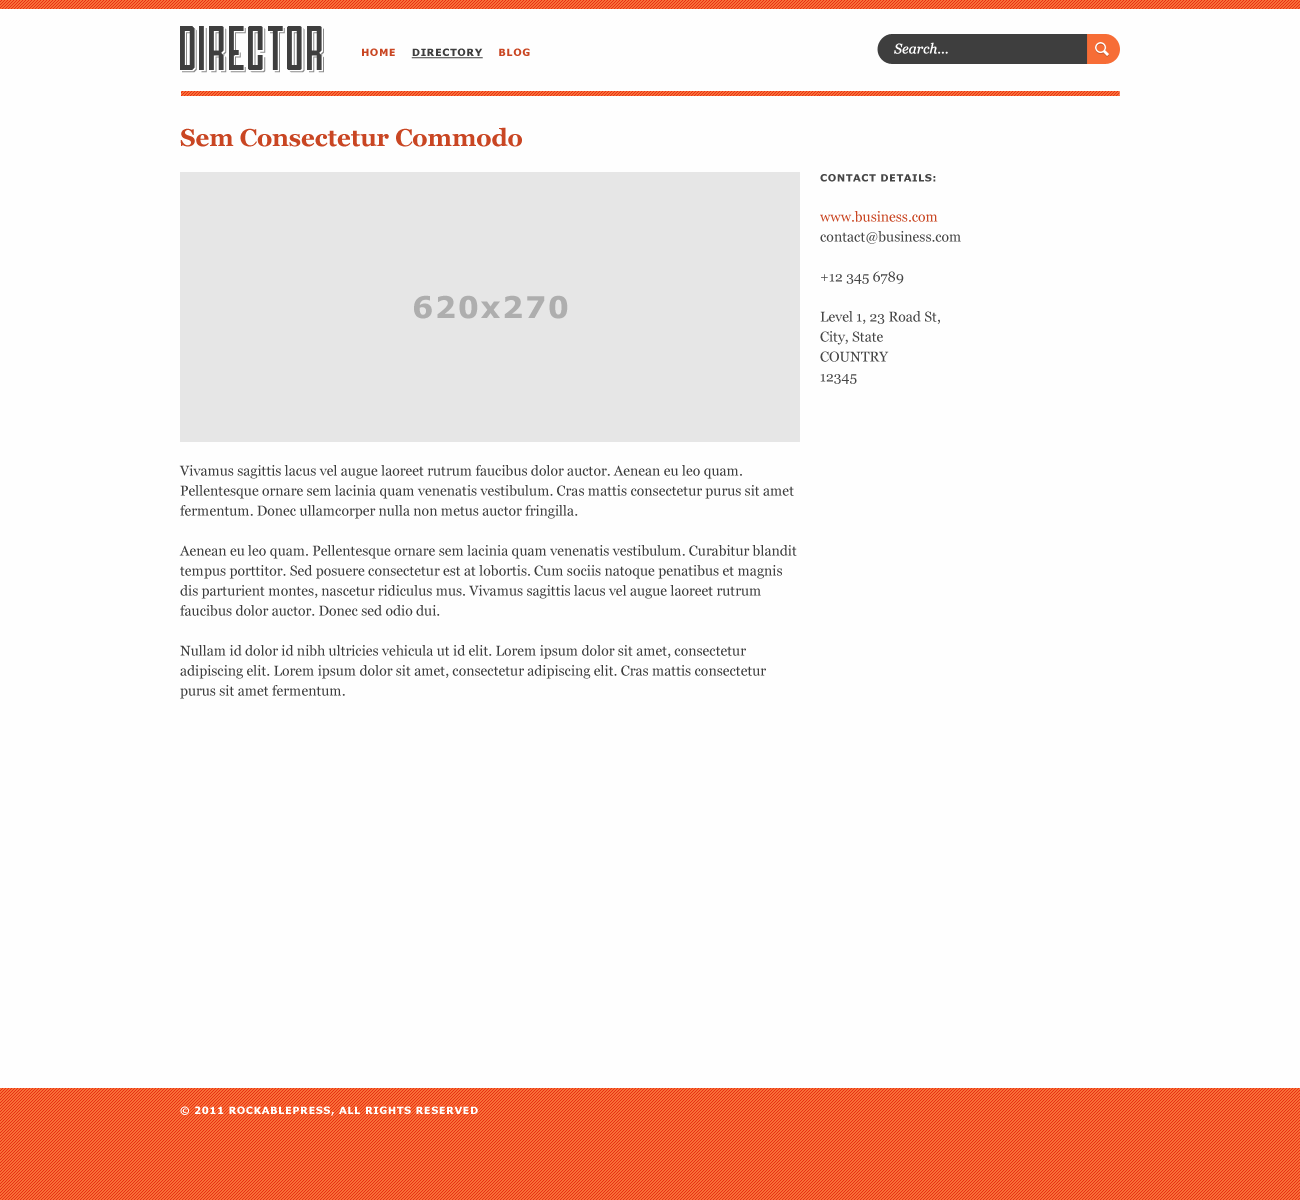 DIRECTOR
HOME DIRECTORY BLOG
Search...
Sem Consectetur Commodo
620x270
CONTACT DETAILS:
www.business.com
contact@business.com
+12 345 6789
Level 1, 23 Road St,
City, State
COUNTRY
12345
Vivamus sagittis lacus vel augue laoreet rutrum faucibus dolor auctor. Aenean eu leo quam.
Pellentesque ornare sem lacinia quam venenatis vestibulum. Cras mattis consectetur purus sit amet
fermentum. Donec ullamcorper nulla non metus auctor fringilla.
Aenean eu leo quam. Pellentesque ornare sem lacinia quam venenatis vestibulum. Curabitur blandit
tempus porttitor. Sed posuere consectetur est at lobortis. Cum sociis natoque penatibus et magnis
dis parturient montes, nascetur ridiculus mus. Vivamus sagittis lacus vel augue laoreet rutrum
faucibus dolor auctor. Donec sed odio dui.
Nullam id dolor id nibh ultricies vehicula ut id elit. Lorem ipsum dolor sit amet, consectetur
adipiscing elit. Lorem ipsum dolor sit amet, consectetur adipiscing elit. Cras mattis consectetur
purus sit amet fermentum.
© 2011 ROCKABLEPRESS, ALL RIGHTS RESERVED